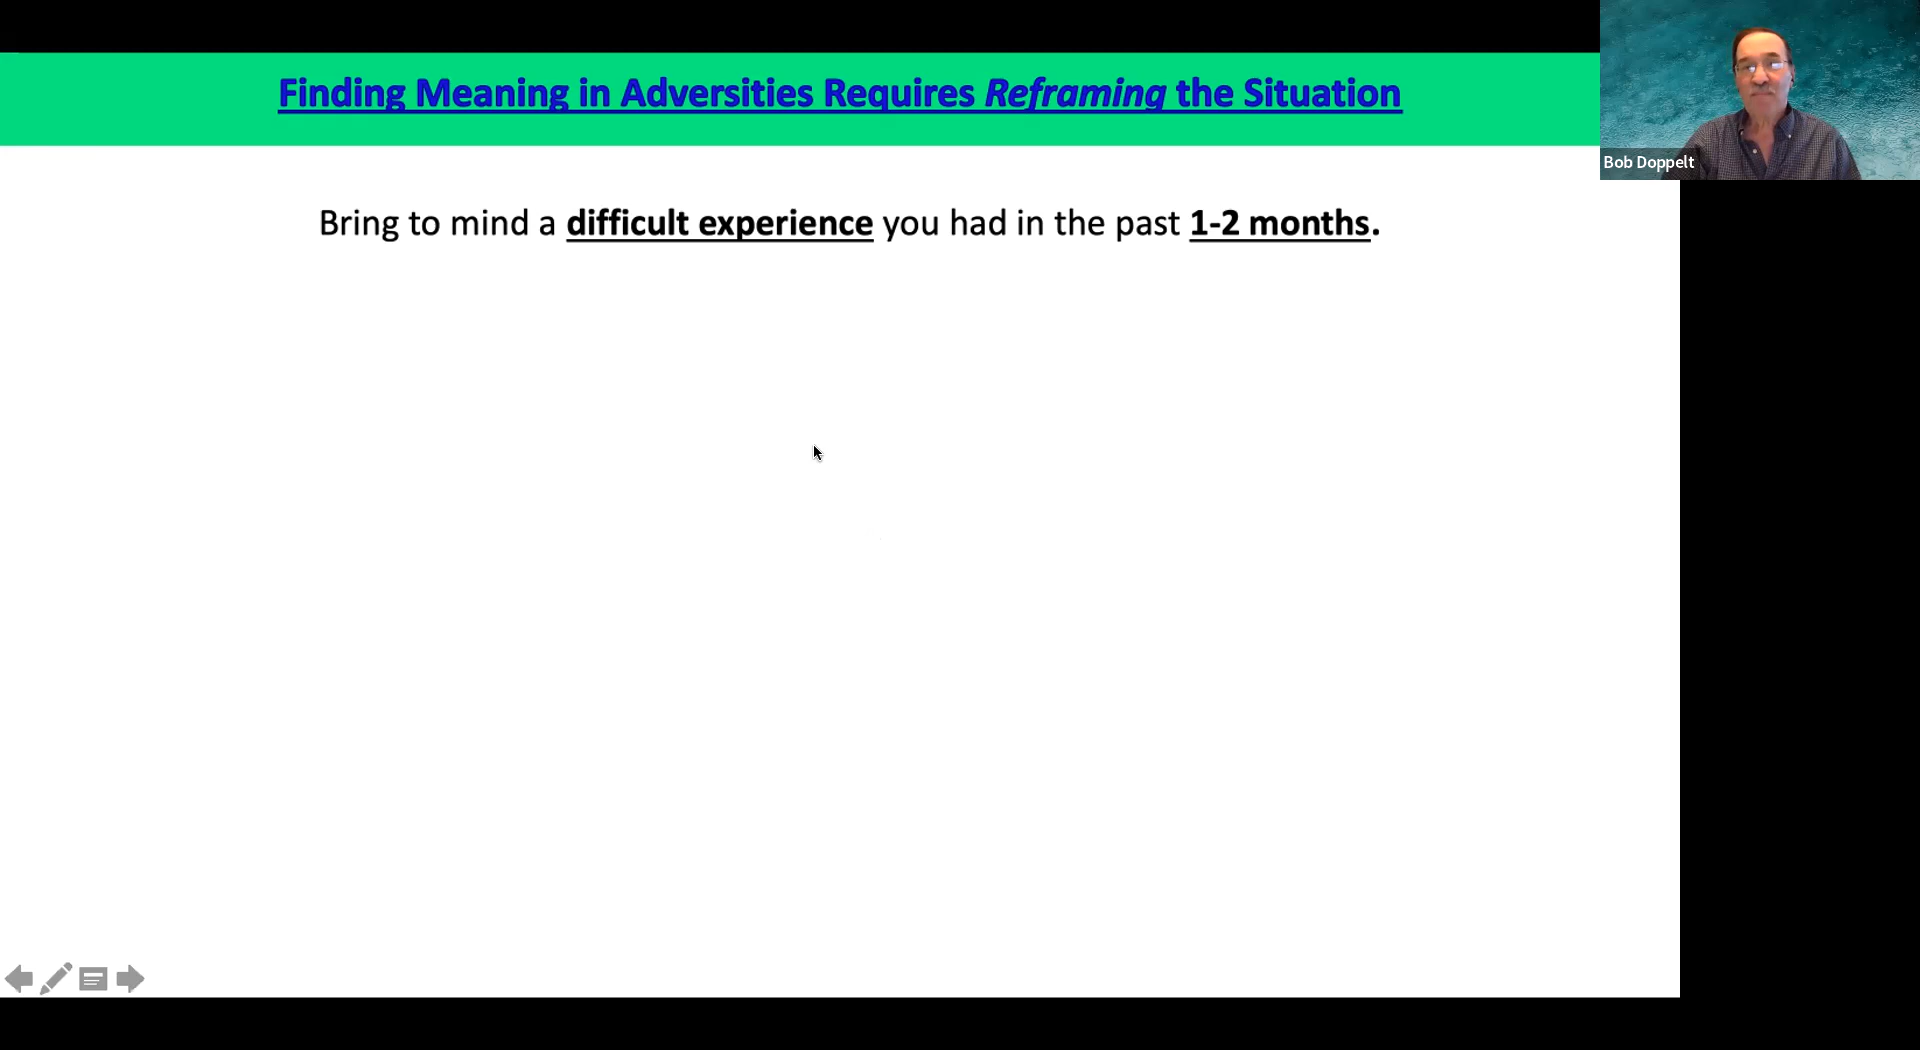 Finding Meaning in Adversities Requires Reframing the Situation
Bob Doppelt
Bring to mind a difficult experience you had in the past 1-2 months.